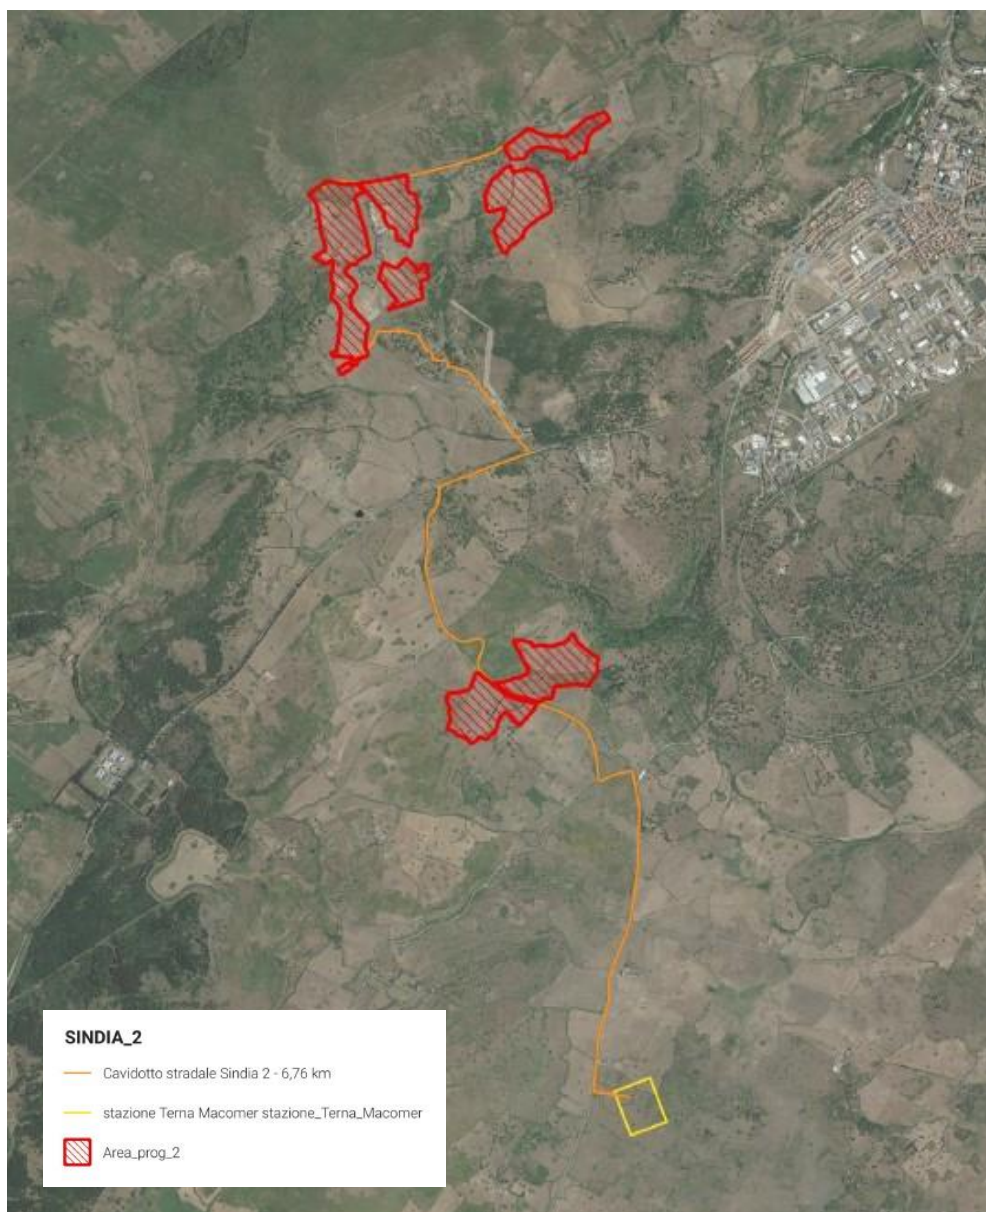 SINDIA_2
Cavidotto stradale Sindia 2 - 6,76 km
stazione Terna Macomer stazione_Terna_Macomer
Area_prog_2